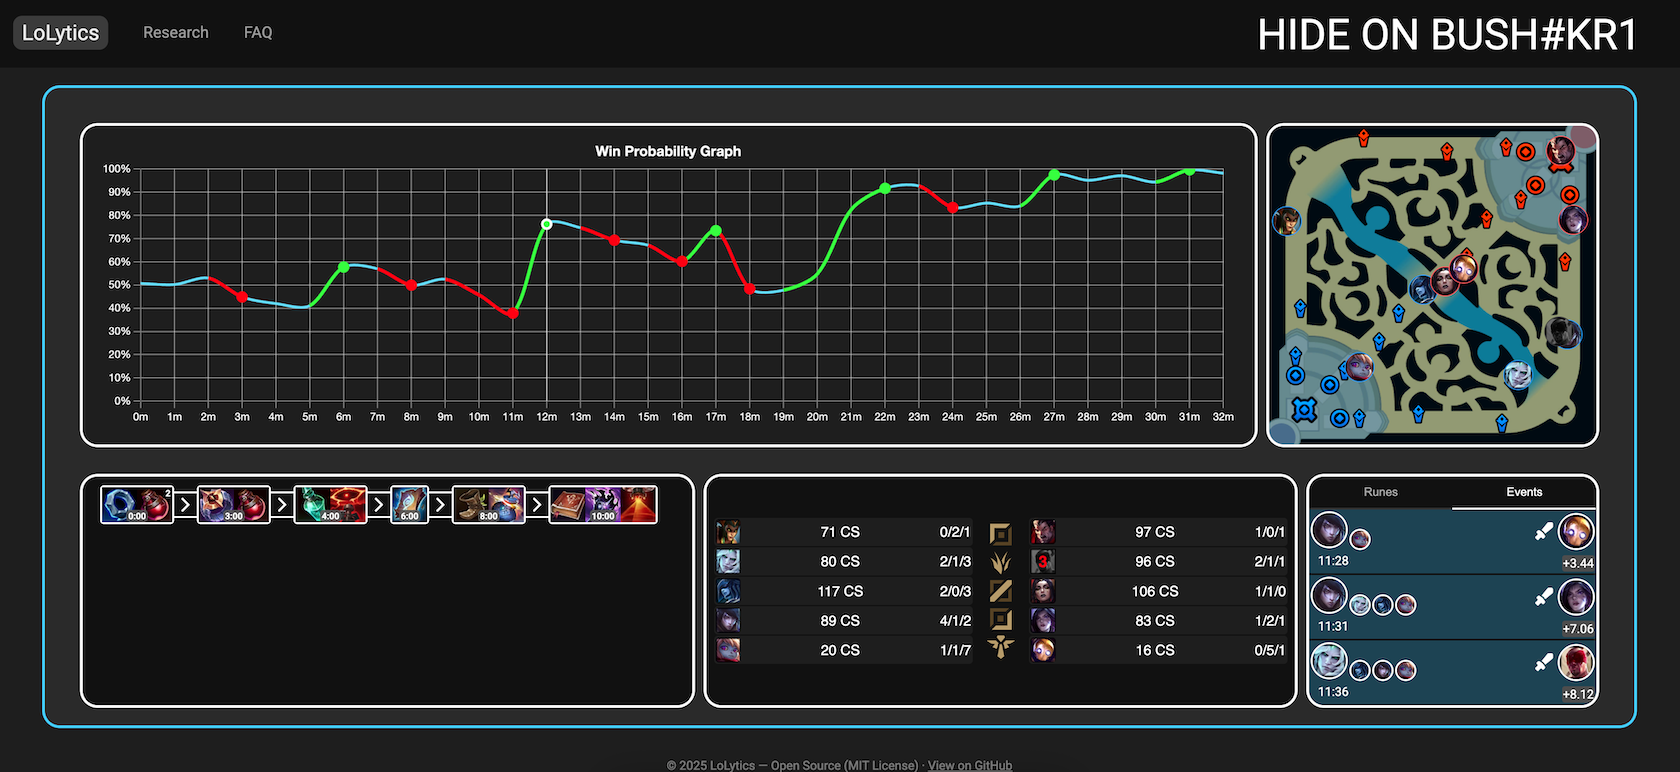 LoLytics Research FAQ HIDE ON BUSH#KR1
Win Probability Graph
100%
90%
80%
70%
60%
50%
40%
30%
20%
10%
0%
0m 1m 2m 3m 4m 5m 6m 7m 8m 9m 10m 11m 12m 13m 14m 15m 16m 17m 18m 19m 20m 21m 22m 23m 24m 25m 26m 27m 28m 29m 30m 31m 32m
2
0:00 3:00 4:00 6:00 8:00 10:00
71 CS 0/2/1 97 CS 1/0/1
80 CS 2/1/3 3 96 CS 2/1/1
117 CS 2/0/3 106 CS 1/1/0
89 CS 4/1/2 83 CS 1/2/1
20 CS 1/1/7 16 CS 0/5/1
Runes Events
11:28 +3.44
11:31 +7.06
11:36 +8.12
© 2025 LoLytics — Open Source (MIT License) · View on GitHub